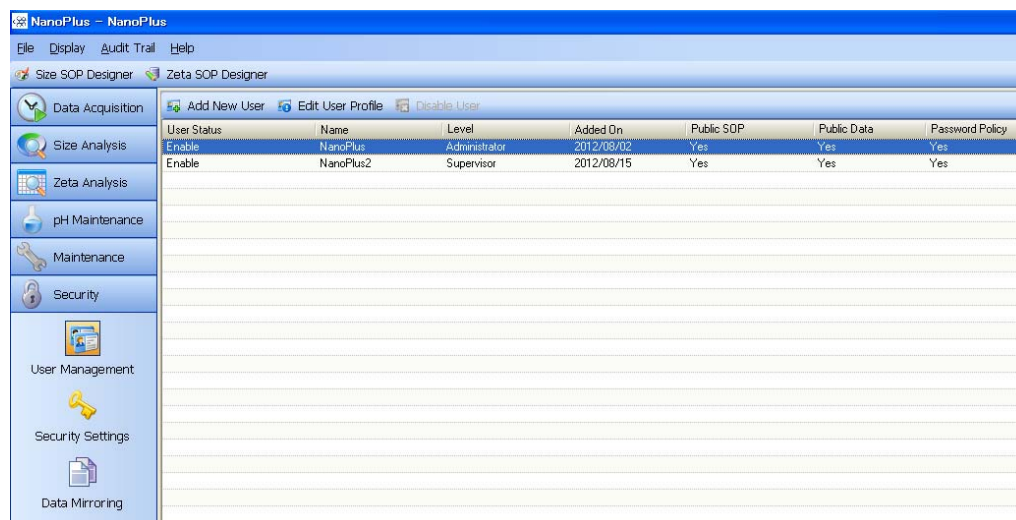 NanoPlus - NanoPlus
File Display Audit Trail Help
Size SOP Designer Zeta SOP Designer
Data Acquisition
Size Analysis
Zeta Analysis
pH Maintenance
Maintenance
Security
User Management
Security Settings
Data Mirroring
Add New User Edit User Profile Disable User
User Status Name Level Added On Public SOP Public Data Password Policy
Enable NanoPlus Administrator 2012/08/02 Yes Yes Yes
Enable NanoPlus2 Supervisor 2012/08/15 Yes Yes Yes